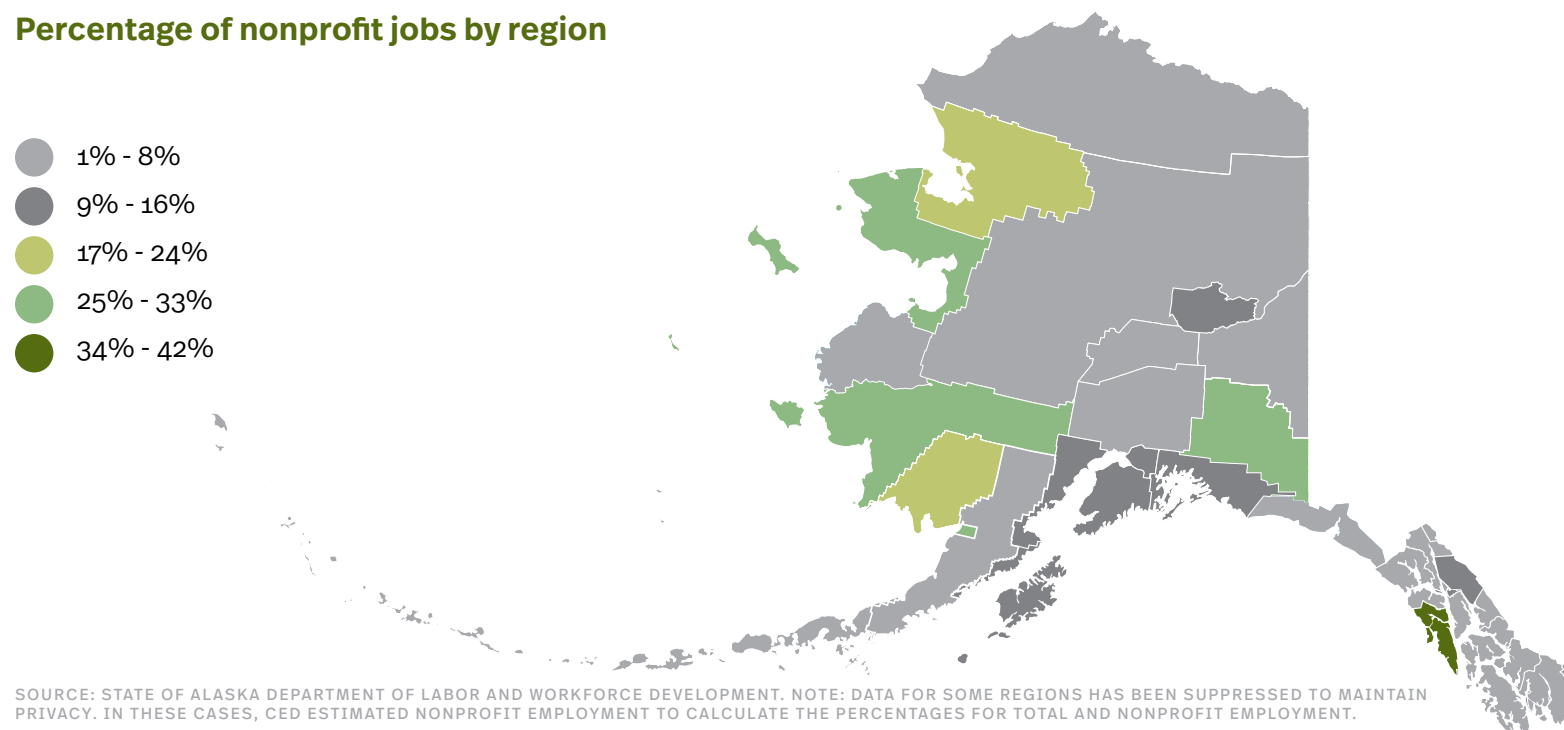 Percentage of nonprofit jobs by region
1% - 8%
9% - 16%
17% - 24%
25% - 33%
34% - 42%
SOURCE: STATE OF ALASKA DEPARTMENT OF LABOR AND WORKFORCE DEVELOPMENT. NOTE: DATA FOR SOME REGIONS HAS BEEN SUPPRESSED TO MAINTAIN
PRIVACY. IN THESE CASES, CED ESTIMATED NONPROFIT EMPLOYMENT TO CALCULATE THE PERCENTAGES FOR TOTAL AND NONPROFIT EMPLOYMENT.